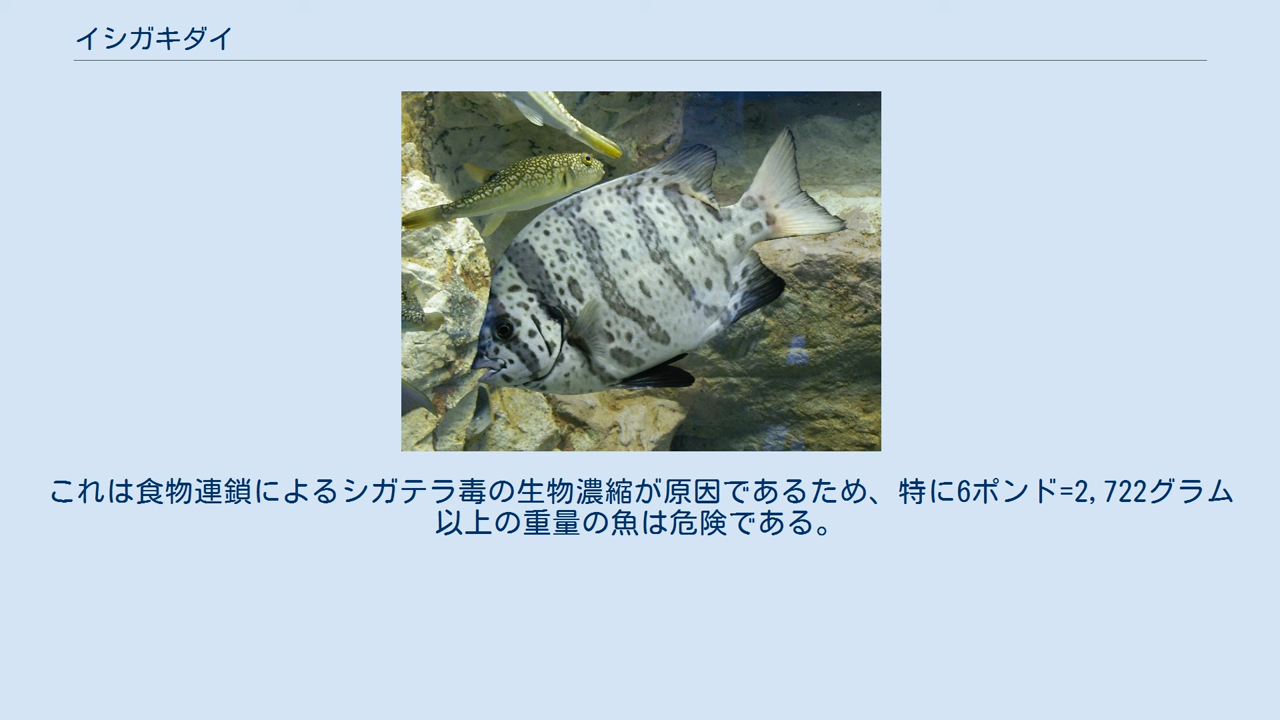 イシガキダイ
これは食物連鎖によるシガテラ毒の生物濃縮が原因であるため、特に6ポンド=2,722グラム
以上の重量の魚は危険である。